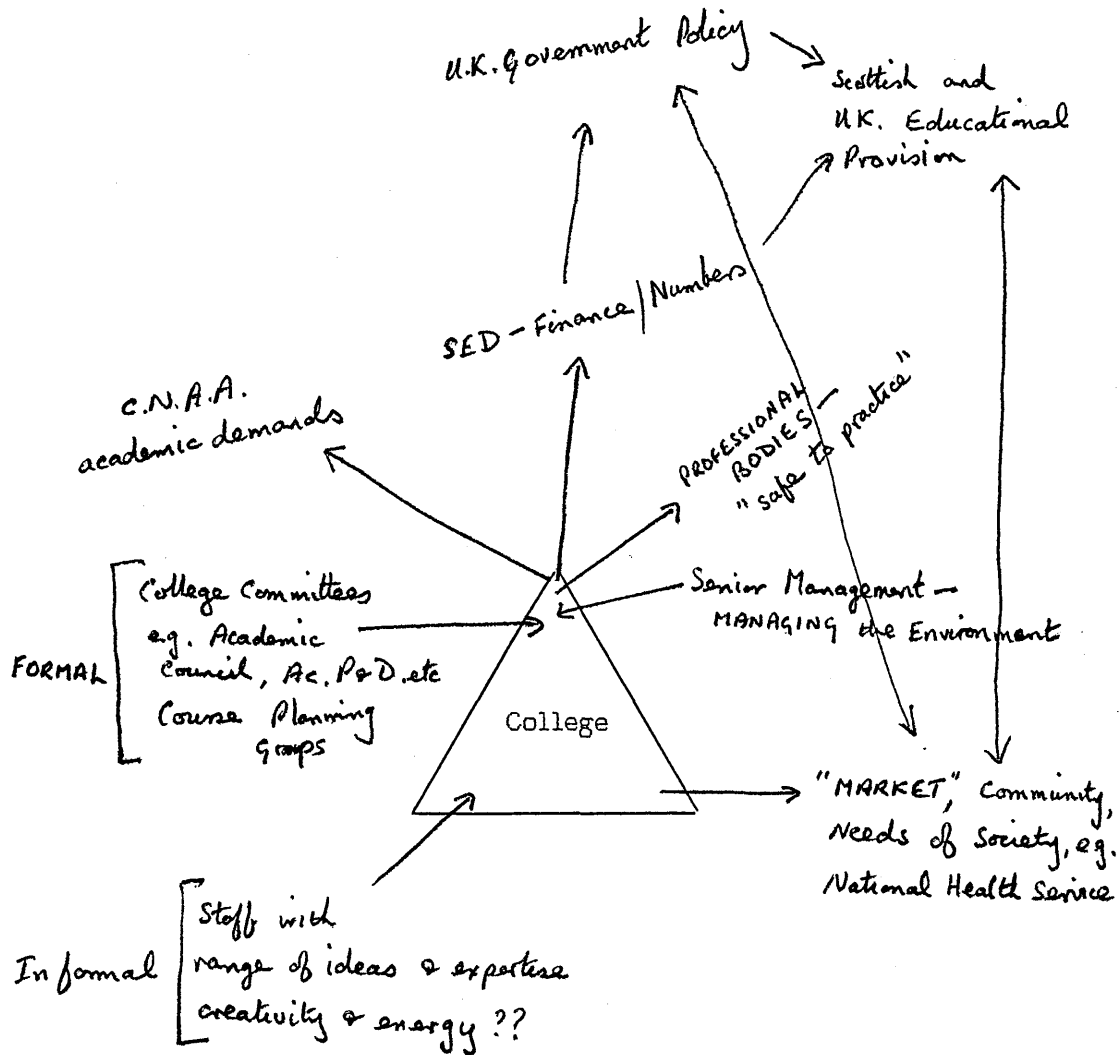 U.K. Government Policy
Scottish and
UK. Educational
Provision
SED - Finance/Numbers
C.N.A.A.
academic demands
PROFESSIONAL
BODIES -
"safe to practice"
College Committees
e.g. Academic
Council, Ac. P & D. etc
Course Planning
Groups
FORMAL
Senior Management -
MANAGING the Environment
College
"MARKET," Community,
Needs of Society, eg.
National Health Service
Informal
Staff with
range of ideas & expertise
creativity & energy ??